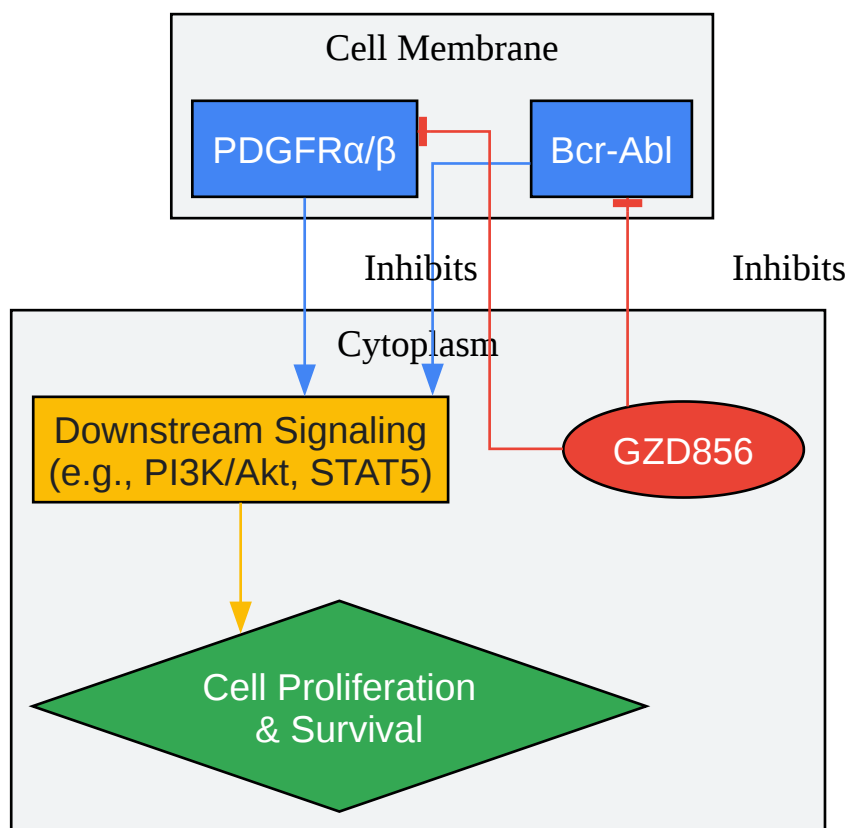 Cell Membrane
PDGFRα/β
Bcr-Abl
Inhibits
Inhibits
Cytoplasm
Downstream Signaling
(e.g., PI3K/Akt, STAT5)
GZD856
Cell Proliferation
& Survival